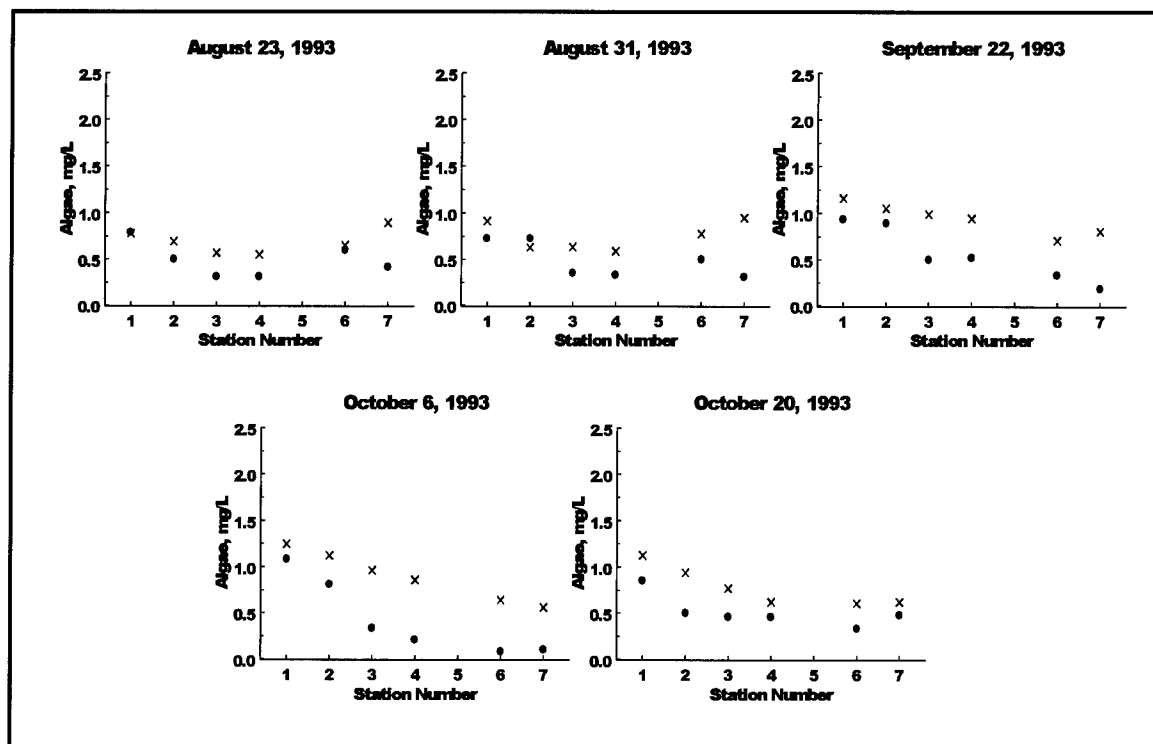 August 23, 1993
2.5
2.0
1.5
1.0
0.5
0.0
Algae, mg/L
1 2 3 4 5 6 7
Station Number
August 31, 1993
2.5
2.0
1.5
1.0
0.5
0.0
Algae, mg/L
1 2 3 4 5 6 7
Station Number
September 22, 1993
2.5
2.0
1.5
1.0
0.5
0.0
Algae, mg/L
1 2 3 4 5 6 7
Station Number
October 6, 1993
2.5
2.0
1.5
1.0
0.5
0.0
Algae, mg/L
1 2 3 4 5 6 7
Station Number
October 20, 1993
2.5
2.0
1.5
1.0
0.5
0.0
Algae, mg/L
1 2 3 4 5 6 7
Station Number